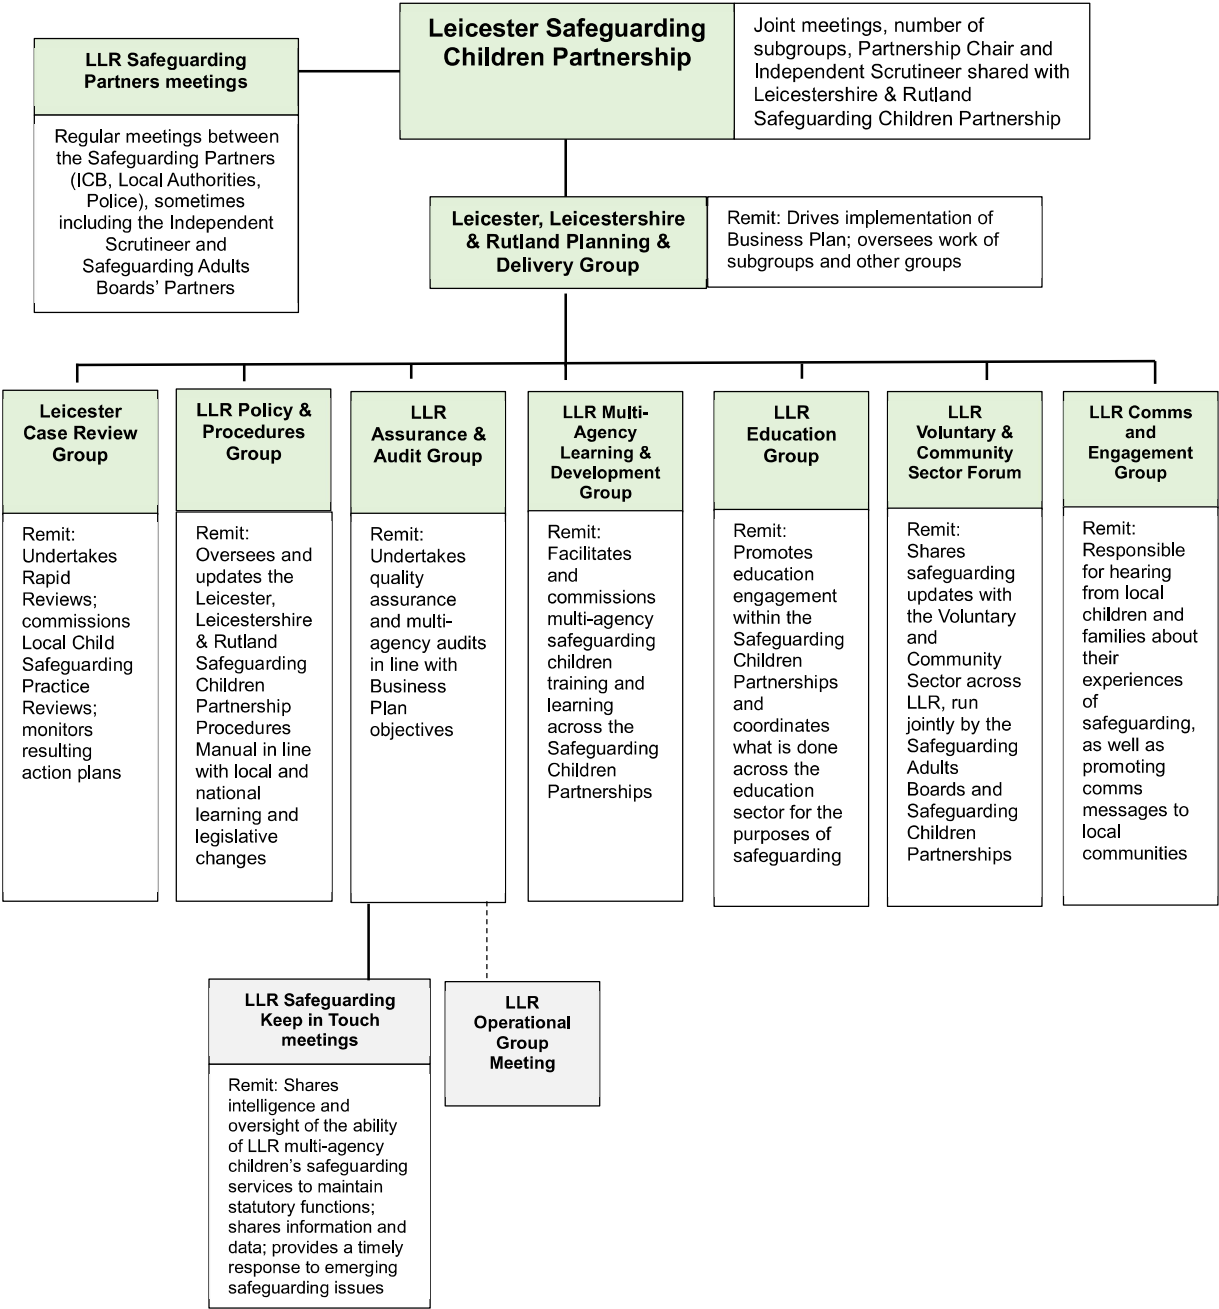 Leicester Safeguarding
Children Partnership
Joint meetings, number of
subgroups, Partnership Chair and
Independent Scrutineer shared with
Leicestershire & Rutland
Safeguarding Children Partnership
LLR Safeguarding
Partners meetings
Regular meetings between
the Safeguarding Partners
(ICB, Local Authorities,
Police), sometimes
including the Independent
Scrutineer and
Safeguarding Adults
Boards’ Partners
Leicester, Leicestershire
& Rutland Planning &
Delivery Group
Remit: Drives implementation of
Business Plan; oversees work of
subgroups and other groups
Leicester
Case Review
Group
Remit:
Undertakes
Rapid
Reviews;
commissions
Local Child
Safeguarding
Practice
Reviews;
monitors
resulting
action plans
LLR Policy &
Procedures
Group
Remit:
Oversees and
updates the
Leicester,
Leicestershire
& Rutland
Safeguarding
Children
Partnership
Procedures
Manual in line
with local and
national
learning and
legislative
changes
LLR
Assurance &
Audit Group
Remit:
Undertakes
quality
assurance
and multi-
agency audits
in line with
Business
Plan
objectives
LLR Multi-
Agency
Learning &
Development
Group
Remit:
Facilitates
and
commissions
multi-agency
safeguarding
children
training and
learning
across the
Safeguarding
Children
Partnerships
LLR
Education
Group
Remit:
Promotes
education
engagement
within the
Safeguarding
Children
Partnerships
and
coordinates
what is done
across the
education
sector for the
purposes of
safeguarding
LLR
Voluntary &
Community
Sector Forum
Remit:
Shares
safeguarding
updates with
the Voluntary
and
Community
Sector across
LLR, run
jointly by the
Safeguarding
Adults
Boards and
Safeguarding
Children
Partnerships
LLR Comms
and
Engagement
Group
Remit:
Responsible
for hearing
from local
children and
families about
their
experiences
of
safeguarding,
as well as
promoting
comms
messages to
local
communities
LLR Safeguarding
Keep in Touch
meetings
Remit: Shares
intelligence and
oversight of the ability
of LLR multi-agency
children’s safeguarding
services to maintain
statutory functions;
shares information and
data; provides a timely
response to emerging
safeguarding issues
LLR
Operational
Group
Meeting